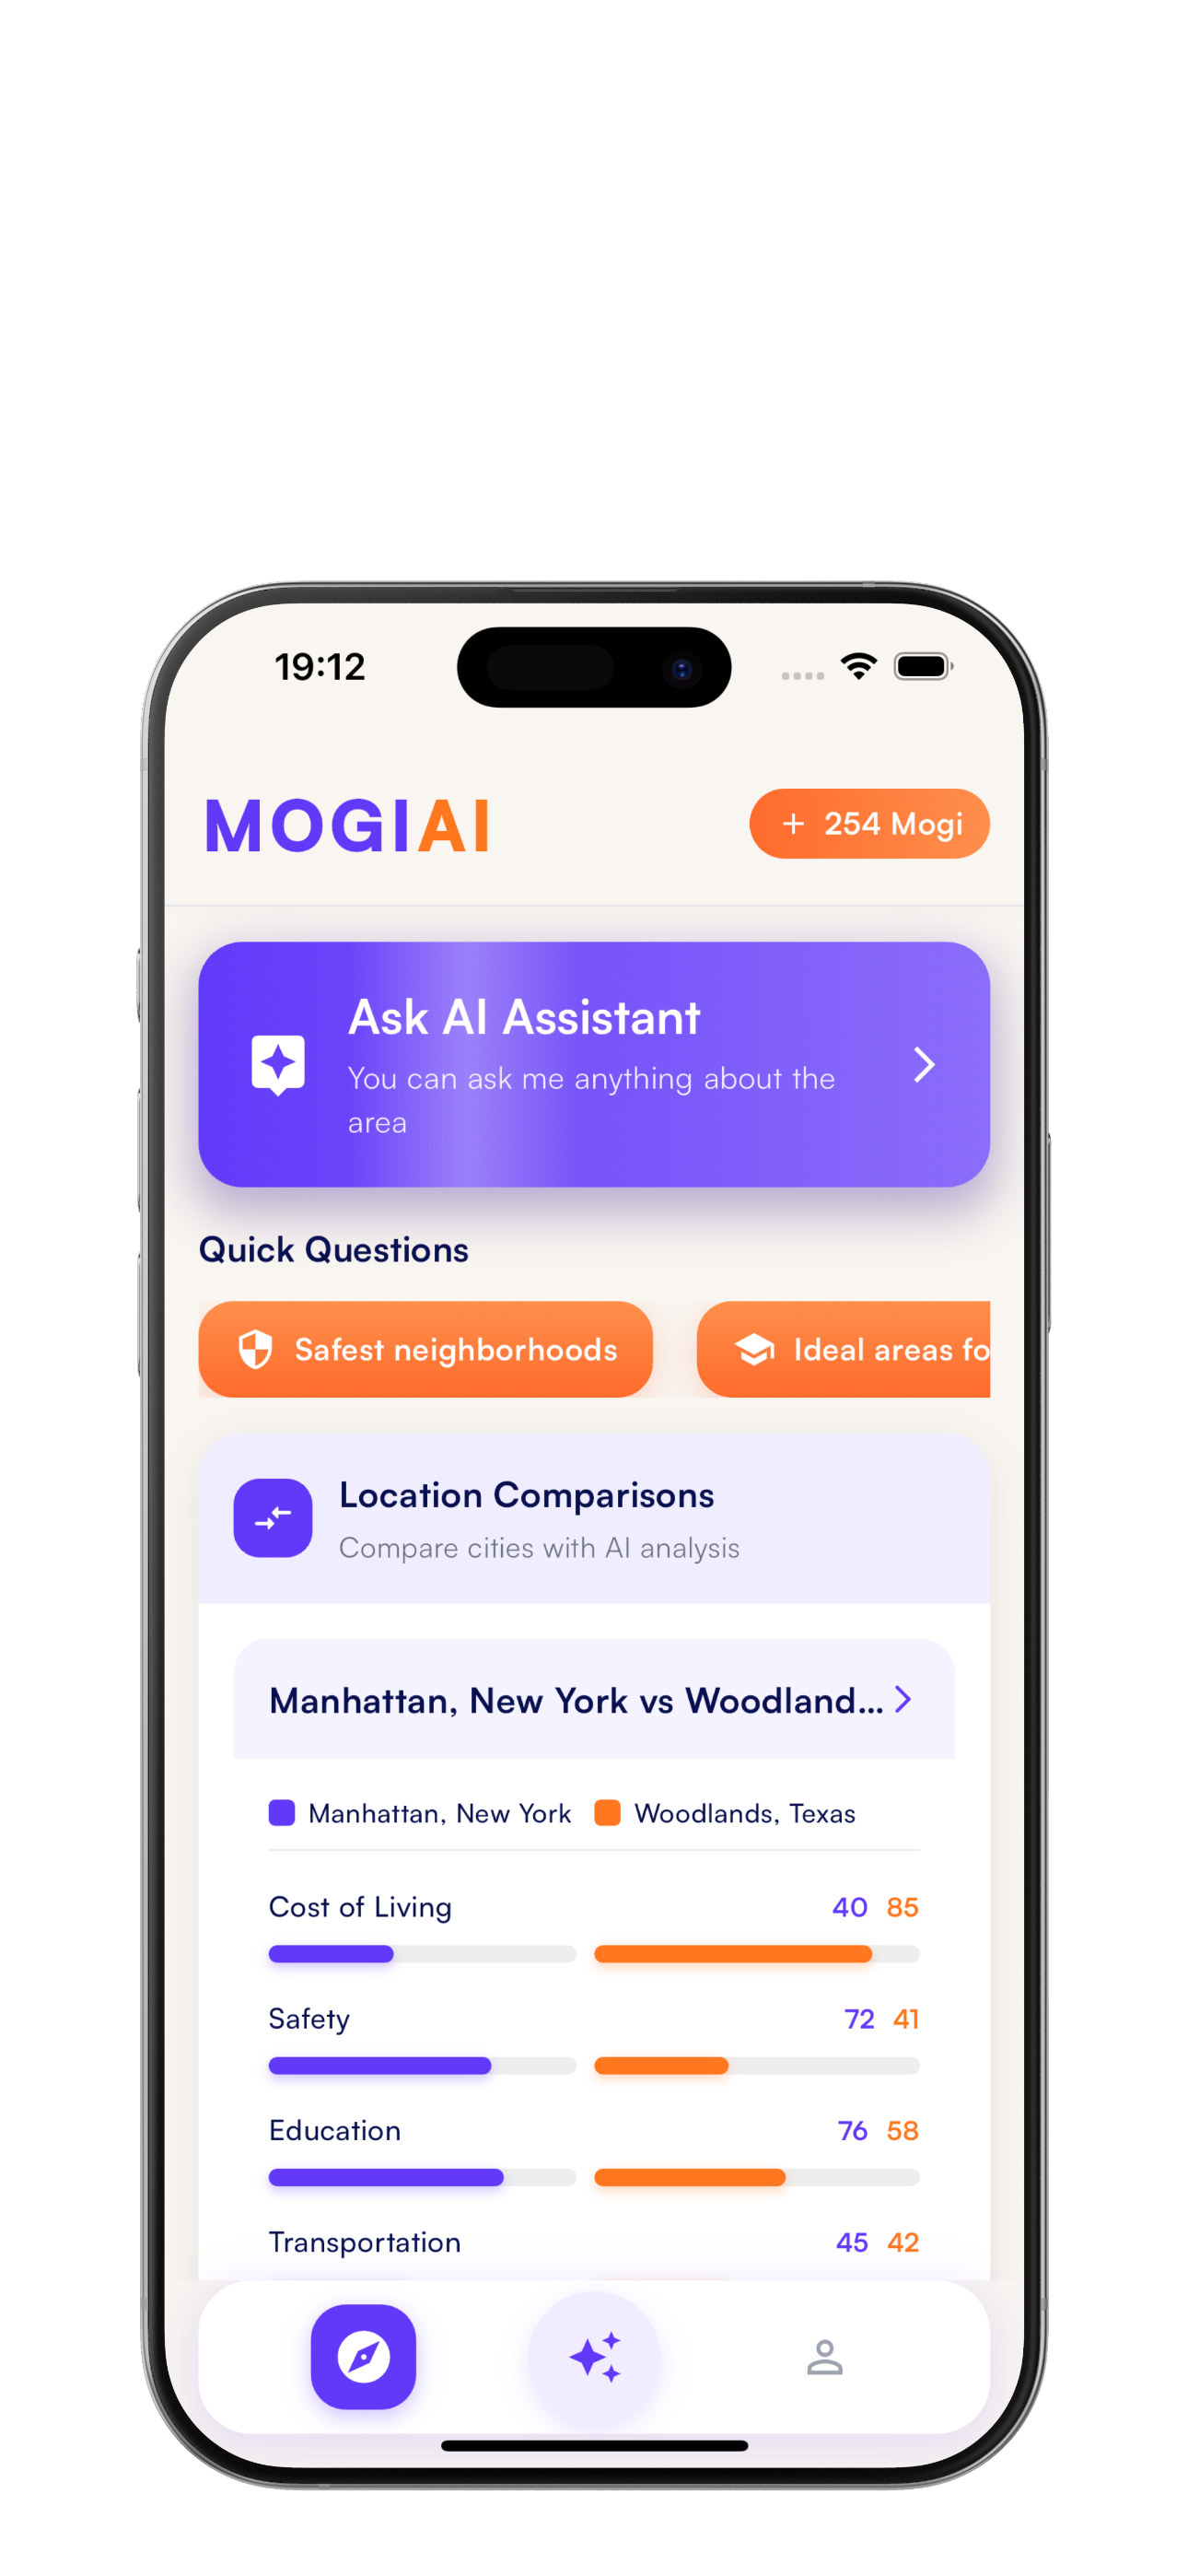 19:12
MOGIAI
+ 254 Mogi
Ask AI Assistant
You can ask me anything about the
area
Quick Questions
Safest neighborhoods
Ideal areas fo
Location Comparisons
Compare cities with AI analysis
Manhattan, New York vs Woodland...
Manhattan, New York
Woodlands, Texas
Cost of Living 40 85
Safety 72 41
Education 76 58
Transportation 45 42